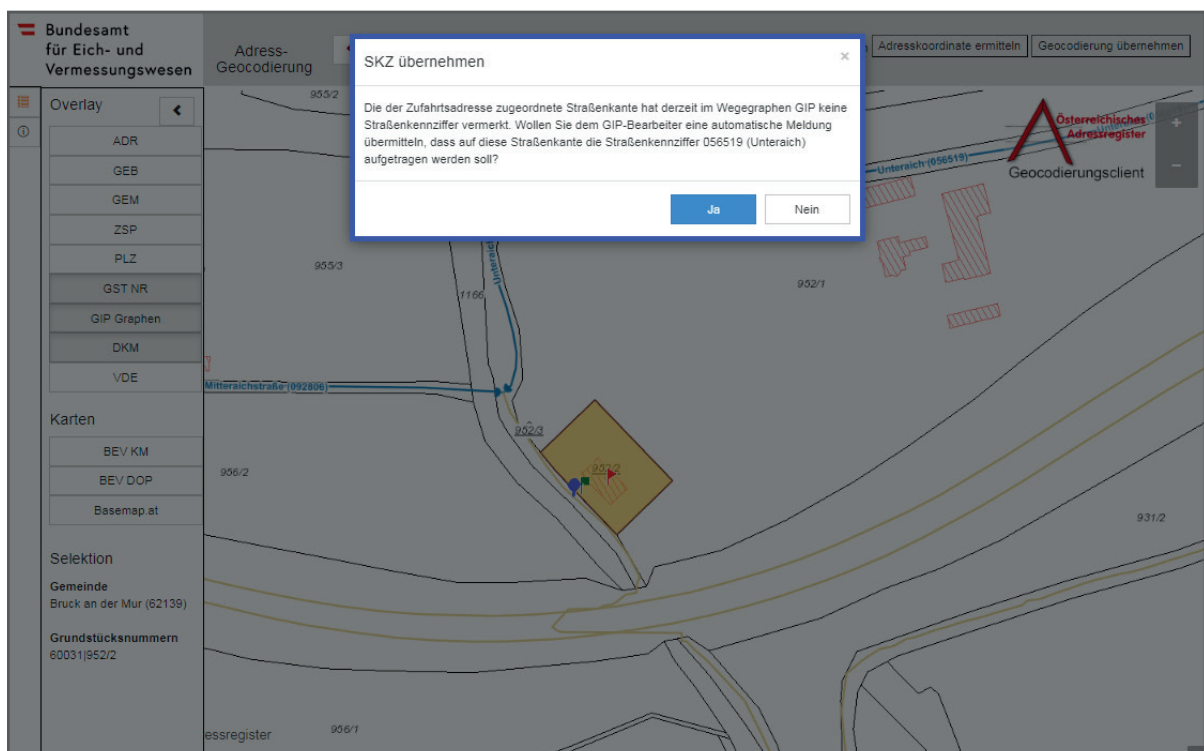 Bundesamt
für Eich- und
Vermessungswesen
Adress-
Geocodierung
Adresskoordinate ermitteln
Geocodierung übernehmen
SKZ übernehmen
×
Die der Zufahrtsadresse zugeordnete Straßenkante hat derzeit im Wegegraphen GIP keine
Straßenkennziffer vermerkt. Wollen Sie dem GIP-Bearbeiter eine automatische Meldung
übermitteln, dass auf diese Straßenkante die Straßenkennziffer 056519 (Unteraich)
aufgetragen werden soll?
Ja
Nein
Overlay
ADR
GEB
GEM
ZSP
PLZ
GST NR
GIP Graphen
DKM
VDE
Karten
BEV KM
BEV DOP
Basemap.at
Selektion
Gemeinde
Bruck an der Mur (62139)
Grundstücksnummern
60031|952/2
955/2
Österreichisches
Adressregister
Geocodierungsclient
+
−
Unteraich (056519)
955/3
Unteraich
1166
952/1
Mitteraichstraße (092806)
952/3
952/2
956/2
931/2
956/1
essregister